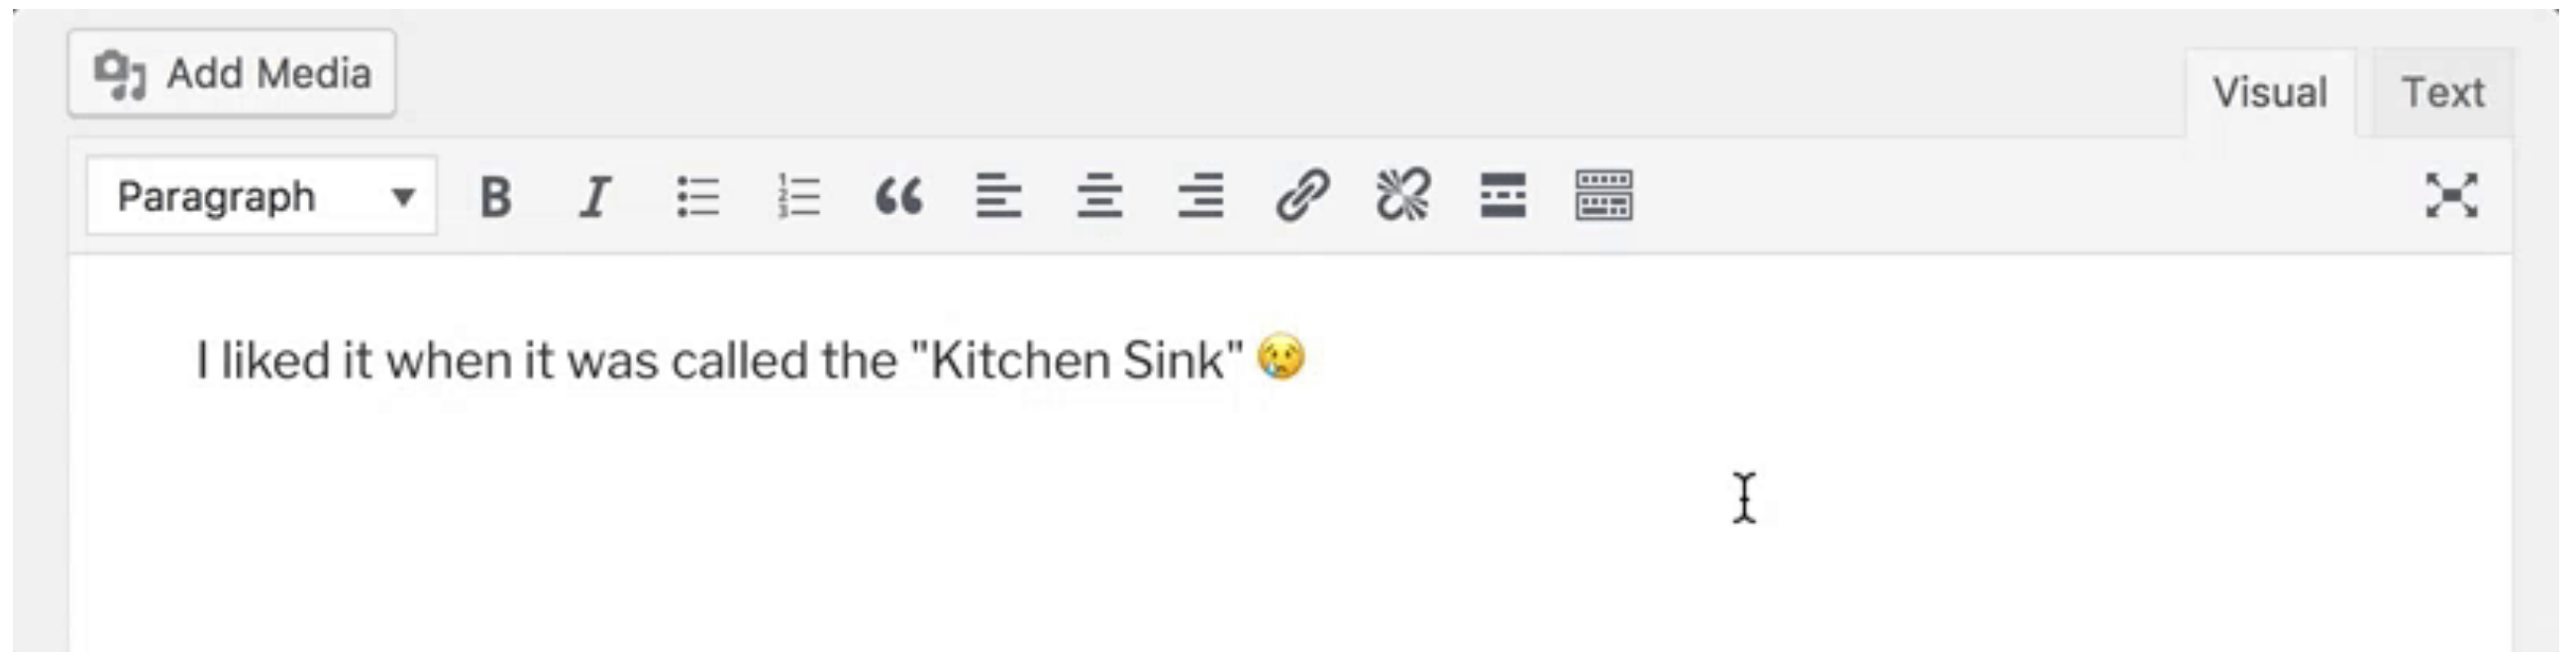 Add Media
Visual Text
Paragraph
I liked it when it was called the "Kitchen Sink" 😢